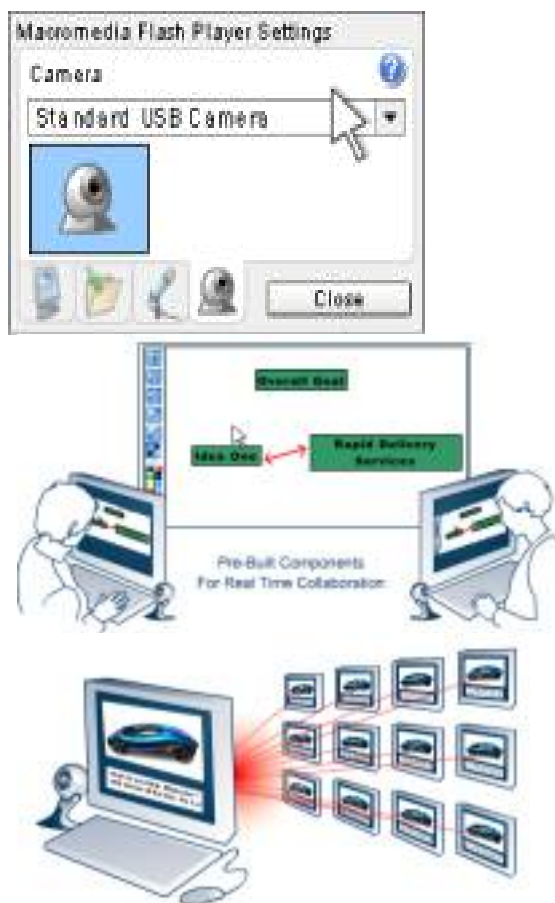 Macromedia Flash Player Settings
Camera
Standard USB Camera
Close
Overall Goal
Idea One
Rapid Delivery
Services
Pre-Built Components
For Real Time Collaboration